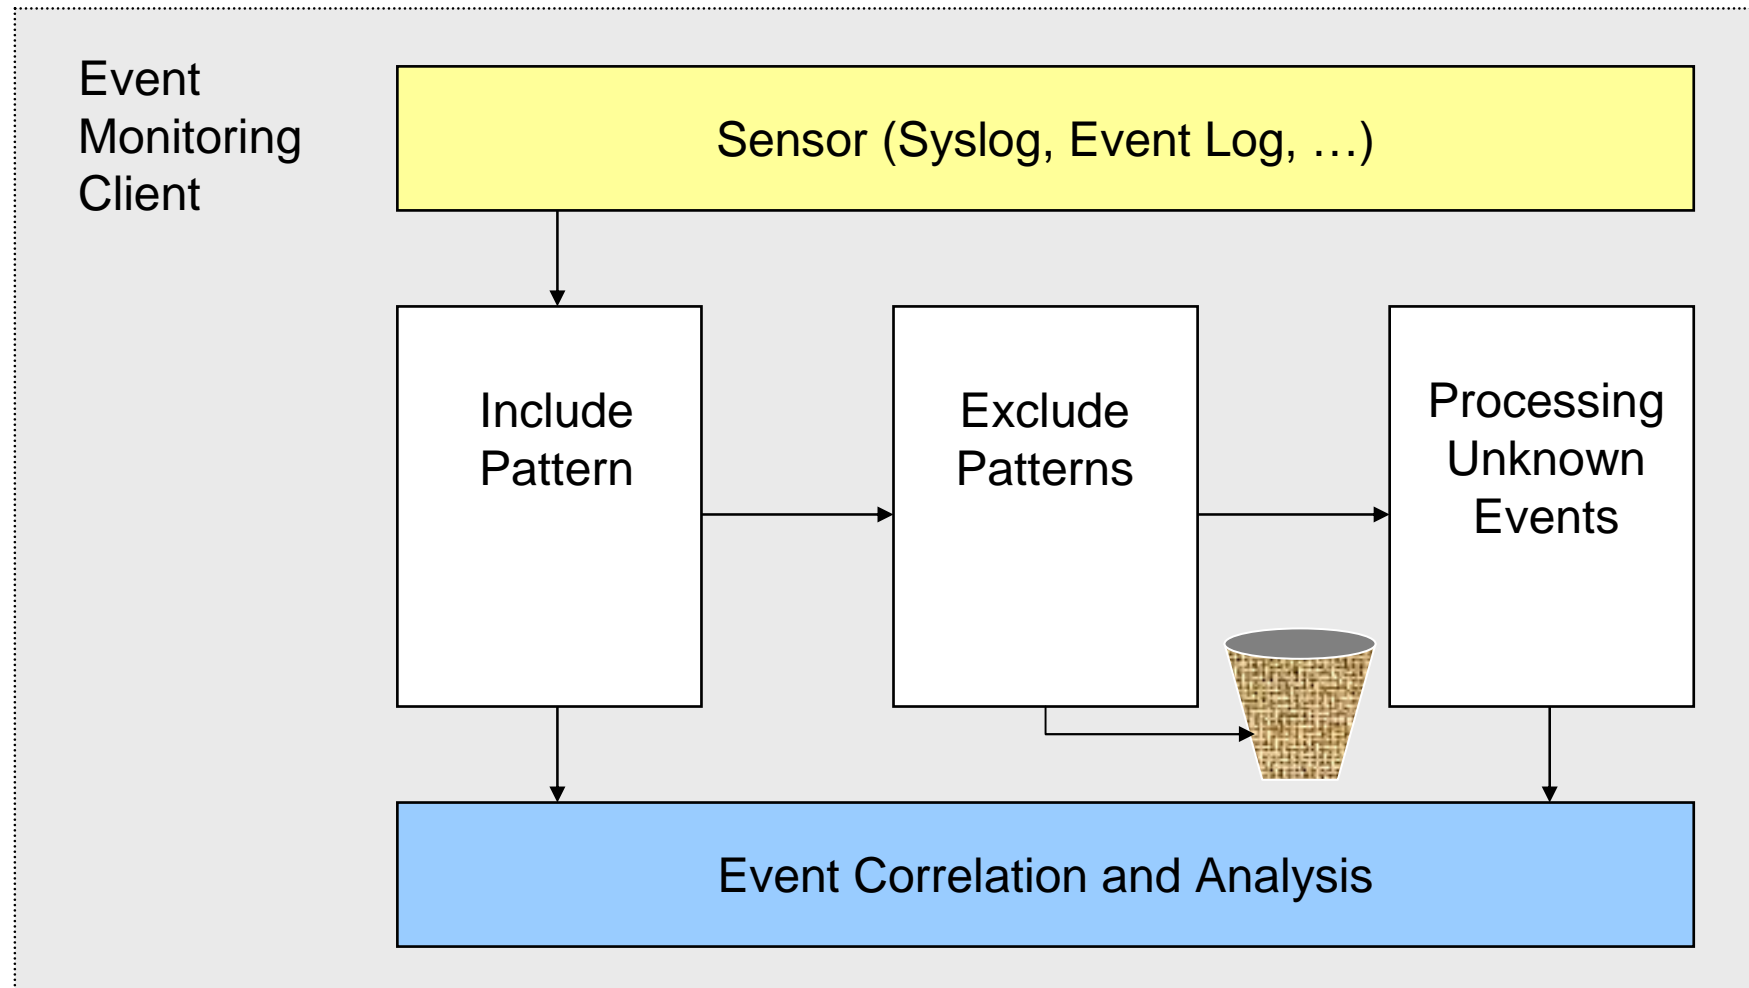 Event
Monitoring
Client
Sensor (Syslog, Event Log, …)
Include
Pattern
Exclude
Patterns
Processing
Unknown
Events
Event Correlation and Analysis